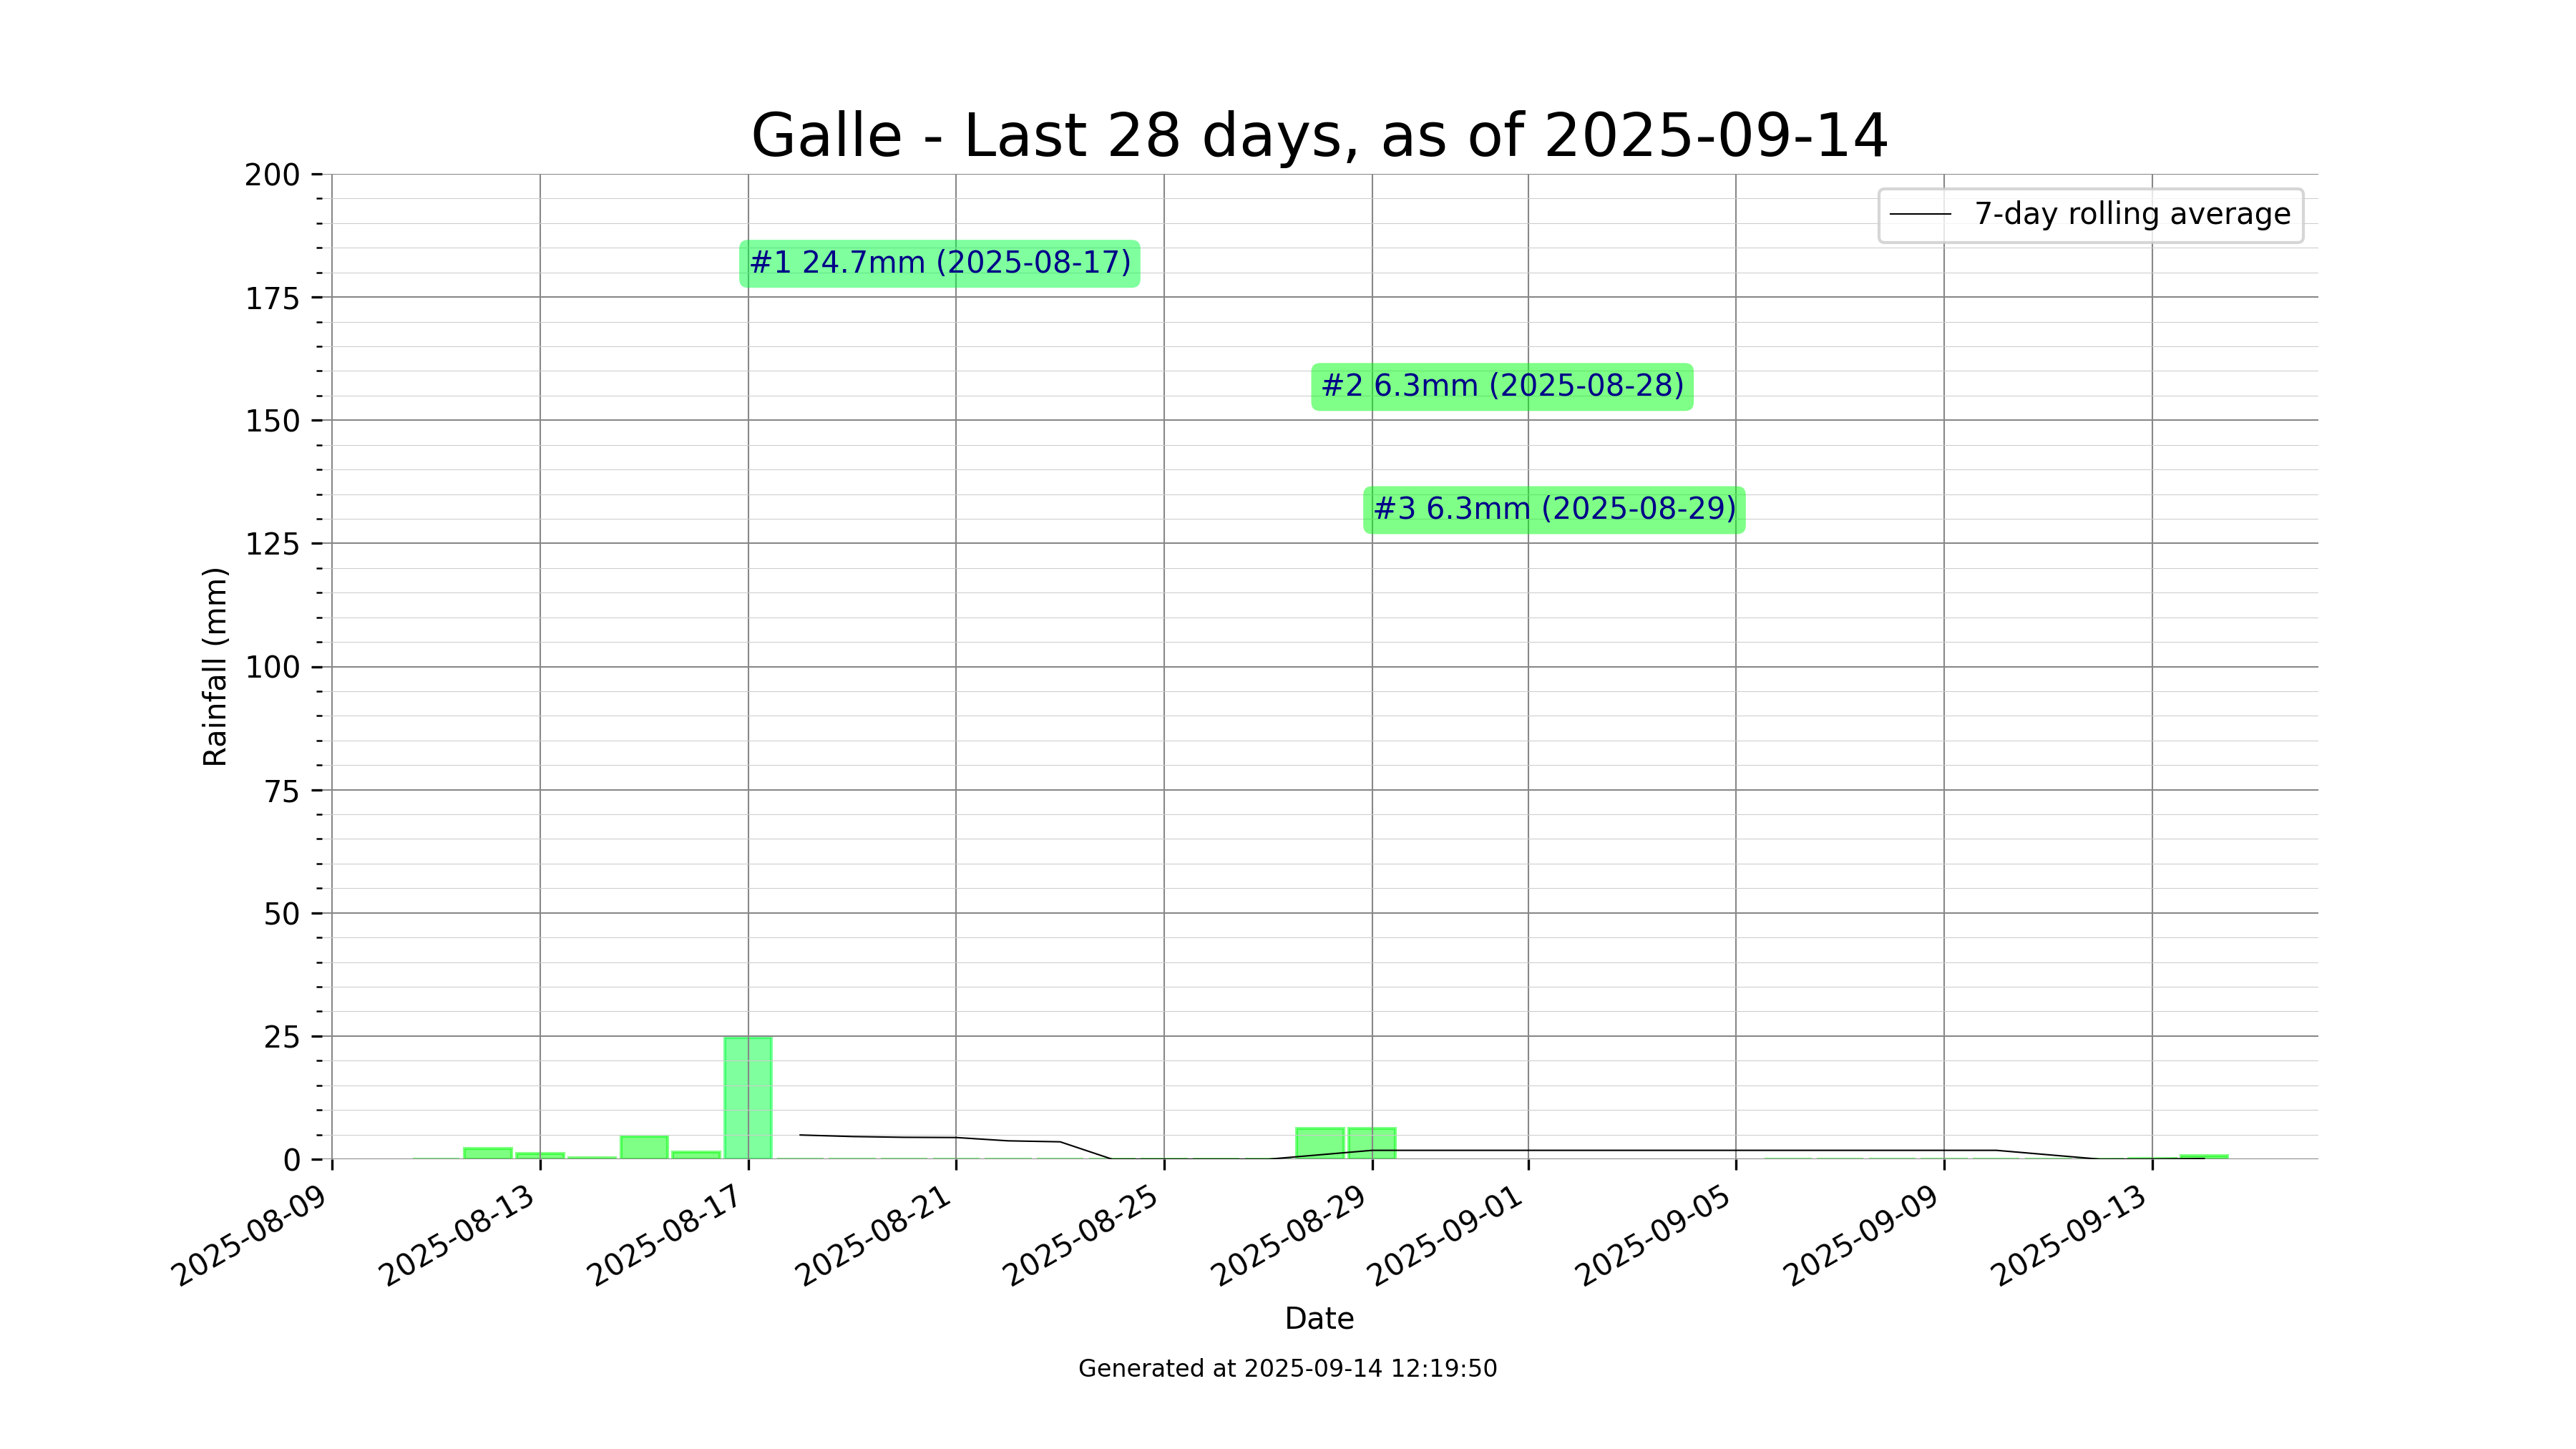 Galle - Last 28 days, as of 2025-09-14
7-day rolling average
#1 24.7mm (2025-08-17)
#2 6.3mm (2025-08-28)
#3 6.3mm (2025-08-29)
Rainfall (mm)
200
175
150
125
100
75
50
25
0
2025-08-09
2025-08-13
2025-08-17
2025-08-21
2025-08-25
2025-08-29
2025-09-01
2025-09-05
2025-09-09
2025-09-13
Date
Generated at 2025-09-14 12:19:50